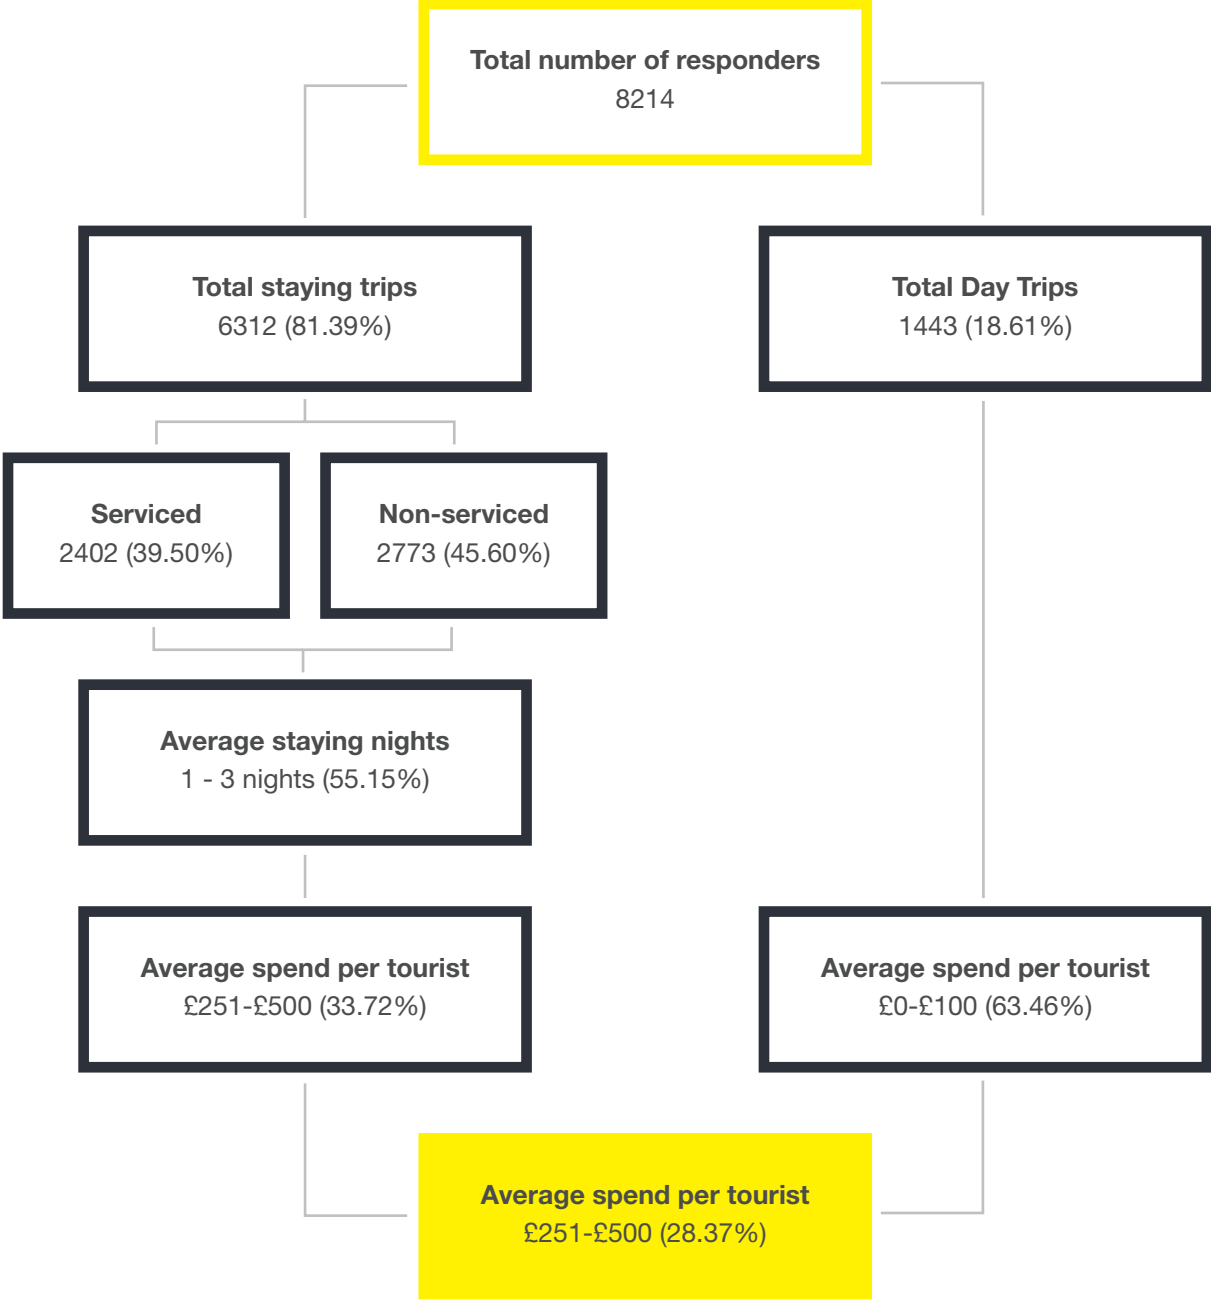 Total number of responders
8214
Total staying trips
6312 (81.39%)
Total Day Trips
1443 (18.61%)
Serviced
2402 (39.50%)
Non-serviced
2773 (45.60%)
Average staying nights
1 - 3 nights (55.15%)
Average spend per tourist
£251-£500 (33.72%)
Average spend per tourist
£0-£100 (63.46%)
Average spend per tourist
£251-£500 (28.37%)